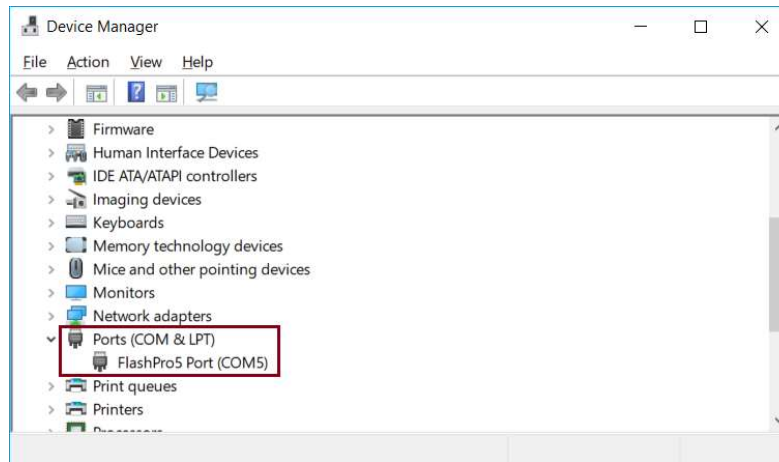 Device Manager
File Action View Help
Firmware
Human Interface Devices
IDE ATA/ATAPI controllers
Imaging devices
Keyboards
Memory technology devices
Mice and other pointing devices
Monitors
Network adapters
Ports (COM & LPT)
FlashPro5 Port (COM5)
Print queues
Printers